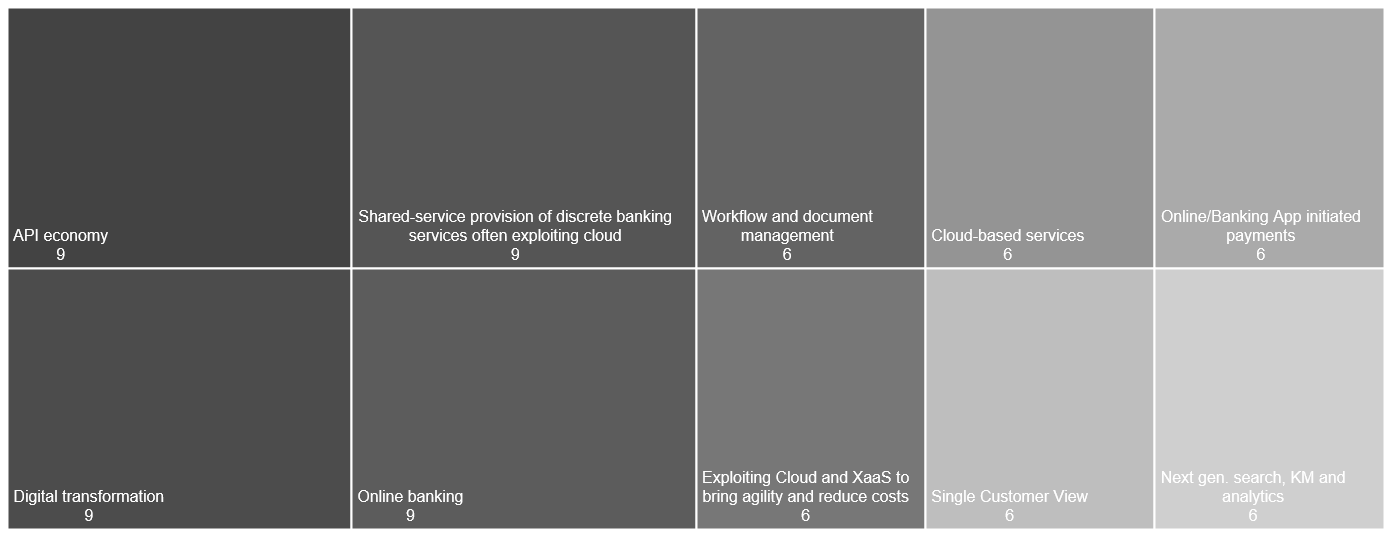 API economy
9
Shared-service provision of discrete banking
services often exploiting cloud
9
Workflow and document
management
6
Cloud-based services
6
Online/Banking App initiated
payments
6
Digital transformation
9
Online banking
9
Exploiting Cloud and XaaS to
bring agility and reduce costs
6
Single Customer View
6
Next gen. search, KM and
analytics
6